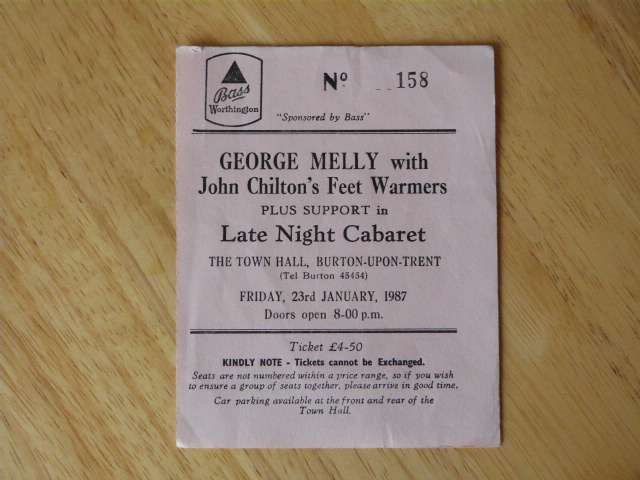 Bass
Worthington
Nº 158
"Sponsored by Bass"
GEORGE MELLY with
John Chilton's Feet Warmers
PLUS SUPPORT in
Late Night Cabaret
THE TOWN HALL, BURTON-UPON-TRENT
(Tel Burton 45454)
FRIDAY, 23rd JANUARY, 1987
Doors open 8-00 p.m.
Ticket £4-50
KINDLY NOTE - Tickets cannot be Exchanged.
Seats are not numbered within a price range, so if you wish
to ensure a group of seats together, please arrive in good time.
Car parking available at the front and rear of the
Town Hall.